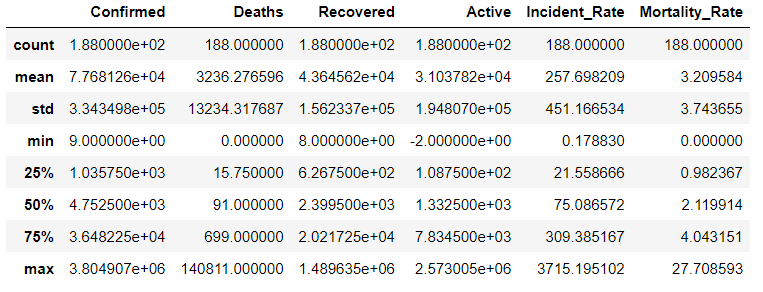 Confirmed Deaths Recovered Active Incident_Rate Mortality_Rate
count 1.880000e+02 188.000000 1.880000e+02 1.880000e+02 188.000000 188.000000
mean 7.768126e+04 3236.276596 4.364562e+04 3.103782e+04 257.698209 3.209584
std 3.343498e+05 13234.317687 1.562337e+05 1.948070e+05 451.166534 3.743655
min 9.000000e+00 0.000000 8.000000e+00 -2.000000e+00 0.178830 0.000000
25% 1.035750e+03 15.750000 6.267500e+02 1.087500e+02 21.558666 0.982367
50% 4.752500e+03 91.000000 2.399500e+03 1.332500e+03 75.086572 2.119914
75% 3.648225e+04 699.000000 2.021725e+04 7.834500e+03 309.385167 4.043151
max 3.804907e+06 140811.000000 1.489635e+06 2.573005e+06 3715.195102 27.708593